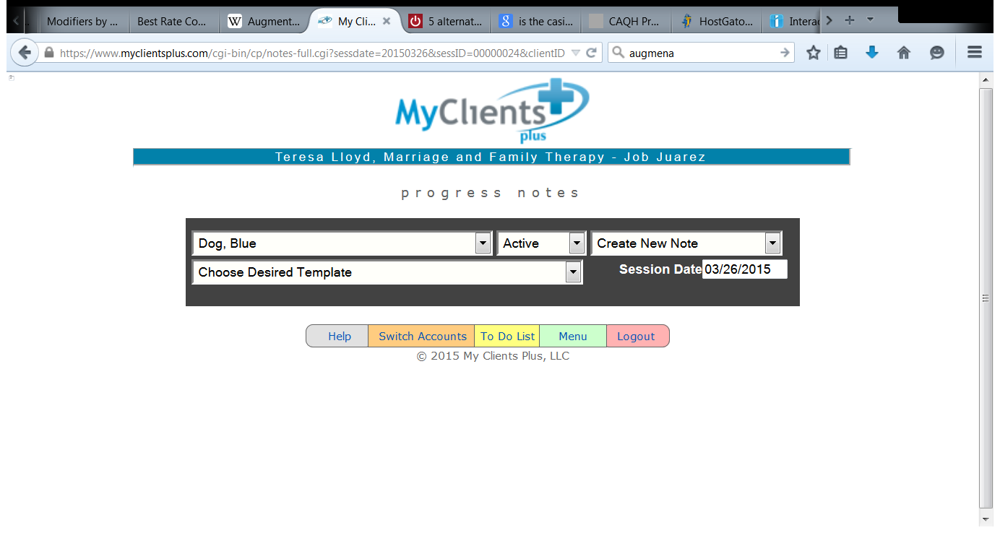 Modifiers by ...
Best Rate Co...
W Augment...
My Cli...
5 alternat...
8 is the casi...
CAQH Pr...
HostGato...
Interac
https://www.myclientsplus.com/cgi-bin/cp/notes-full.cgi?sessdate=20150326&sessID=00000024&clientID
augmena
MyClients
plus
Teresa Lloyd, Marriage and Family Therapy - Job Juarez
progress notes
Dog, Blue
Active
Create New Note
Choose Desired Template
Session Date 03/26/2015
Help
Switch Accounts
To Do List
Menu
Logout
© 2015 My Clients Plus, LLC